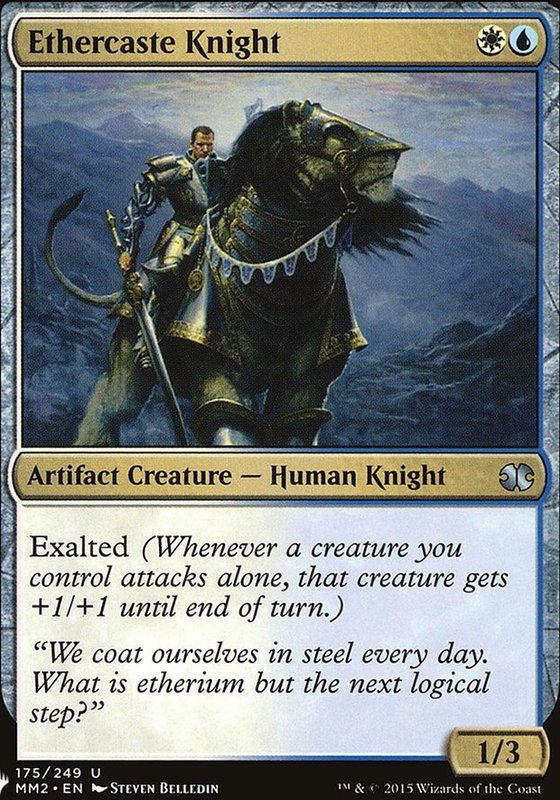 Ethercaste Knight
Artifact Creature — Human Knight
Exalted (Whenever a creature you
control attacks alone, that creature gets
+1/+1 until end of turn.)
“We coat ourselves in steel every day.
What is etherium but the next logical
step?”
1/3
175/249 U
MM2 • EN Steven Belledin
™ & © 2015 Wizards of the Coast